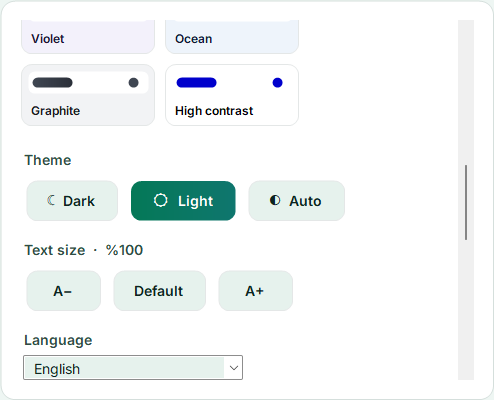 Violet
Ocean
Graphite
High contrast
Theme
Dark
Light
Auto
Text size · %100
A−
Default
A+
Language
English